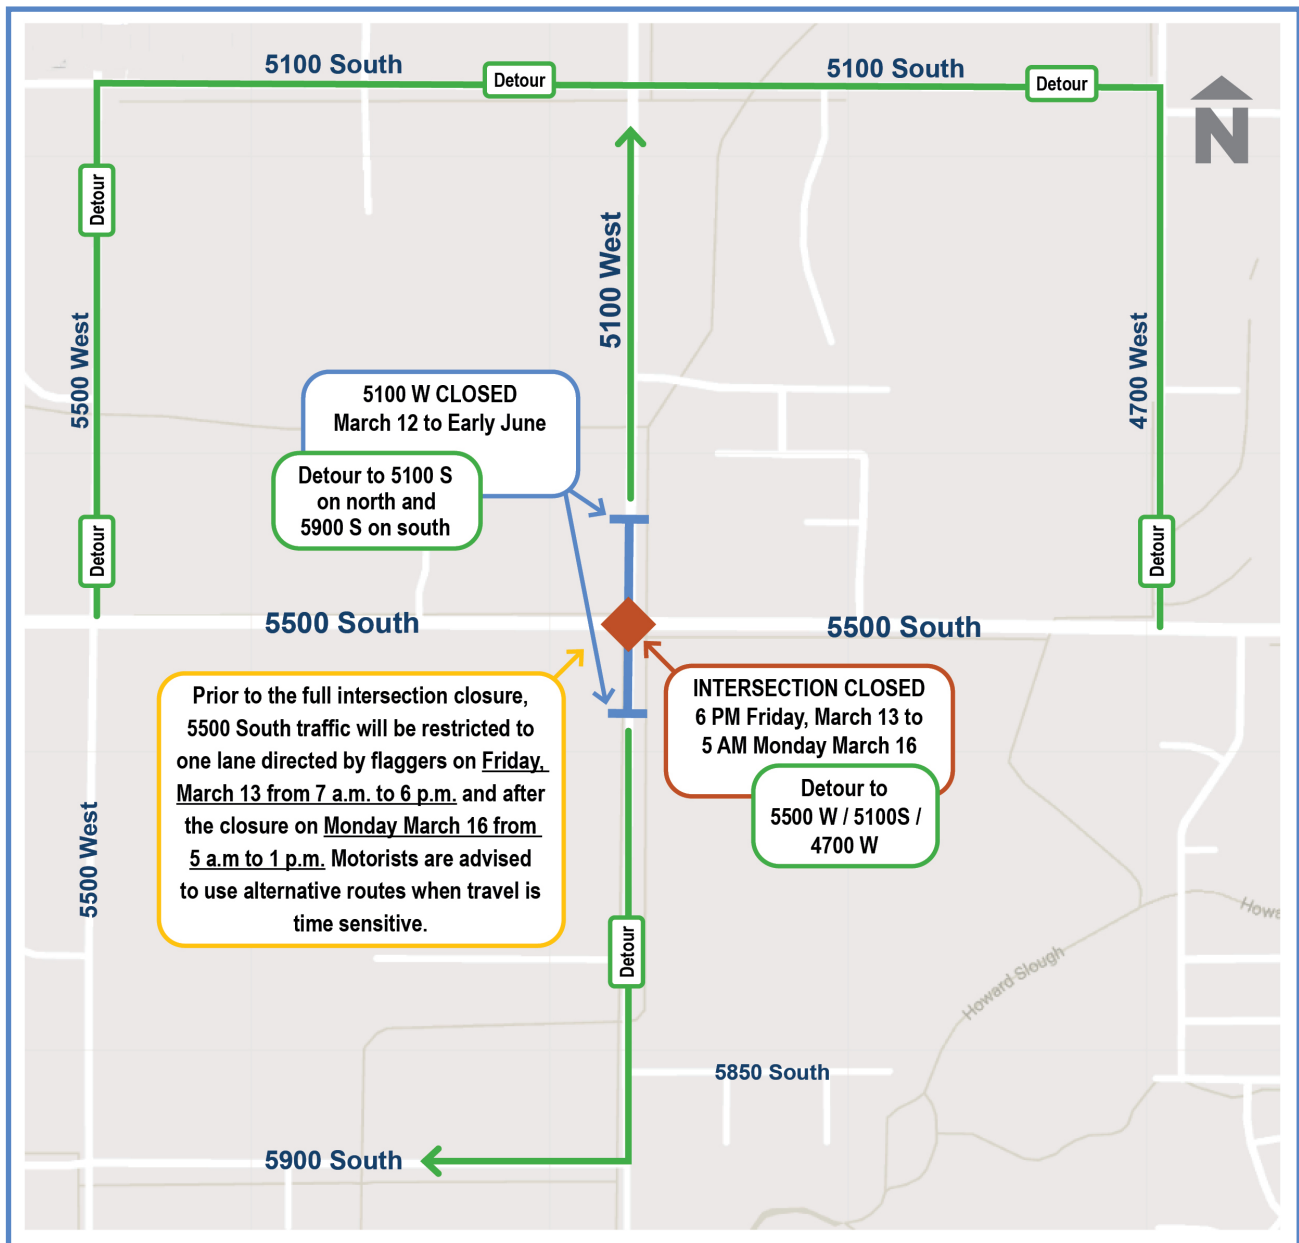 5100 South
Detour
5100 South
Detour
N
Detour
5100 West
5500 West
4700 West
5100 W CLOSED
March 12 to Early June
Detour to 5100 S
on north and
5900 S on south
Detour
Detour
5500 South
5500 South
Prior to the full intersection closure,
5500 South traffic will be restricted to
one lane directed by flaggers on Friday,
March 13 from 7 a.m. to 6 p.m. and after
the closure on Monday March 16 from
5 a.m to 1 p.m. Motorists are advised
to use alternative routes when travel is
time sensitive.
INTERSECTION CLOSED
6 PM Friday, March 13 to
5 AM Monday March 16
Detour to
5500 W / 5100S /
4700 W
5500 West
Detour
Howard Slough
5850 South
5900 South